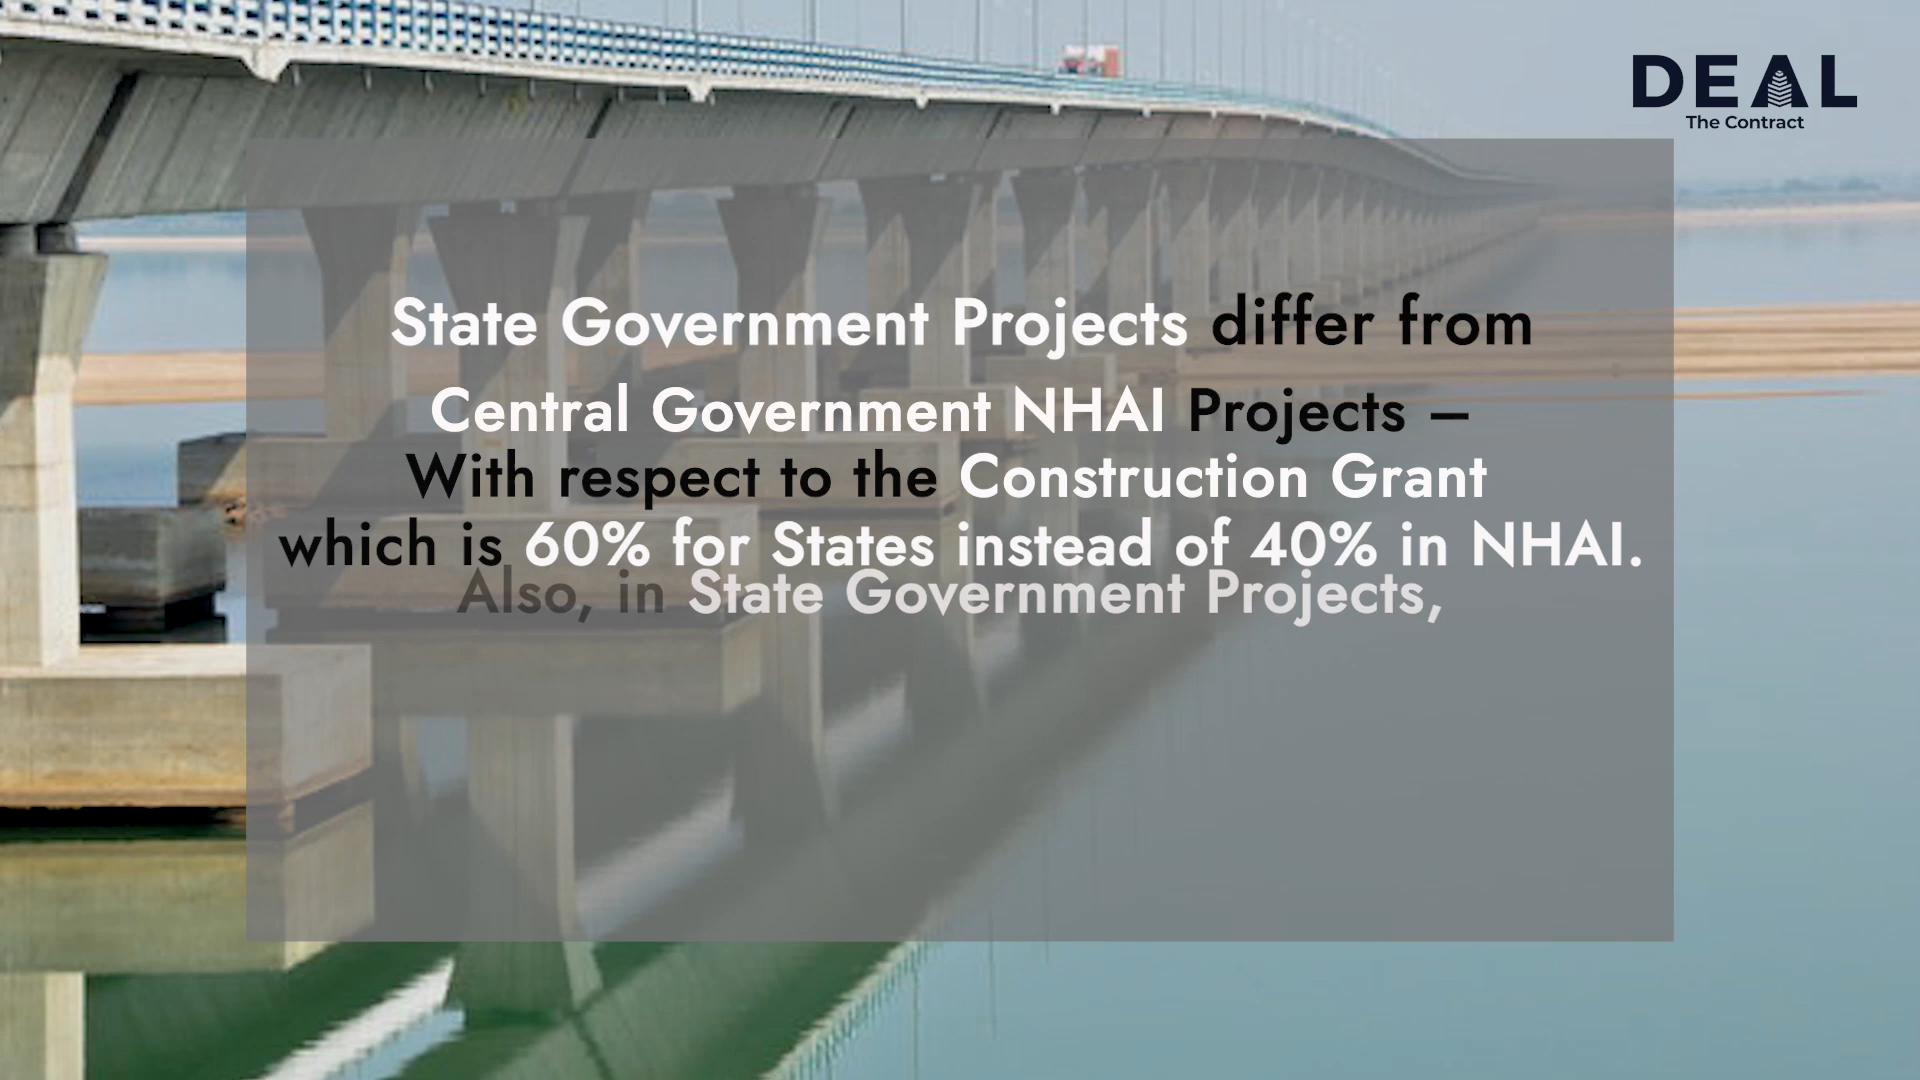 DEAL
The Contract
State Government Projects differ from
Central Government NHAI Projects –
With respect to the Construction Grant
which is 60% for States instead of 40% in NHAI.
Also, in State Government Projects,